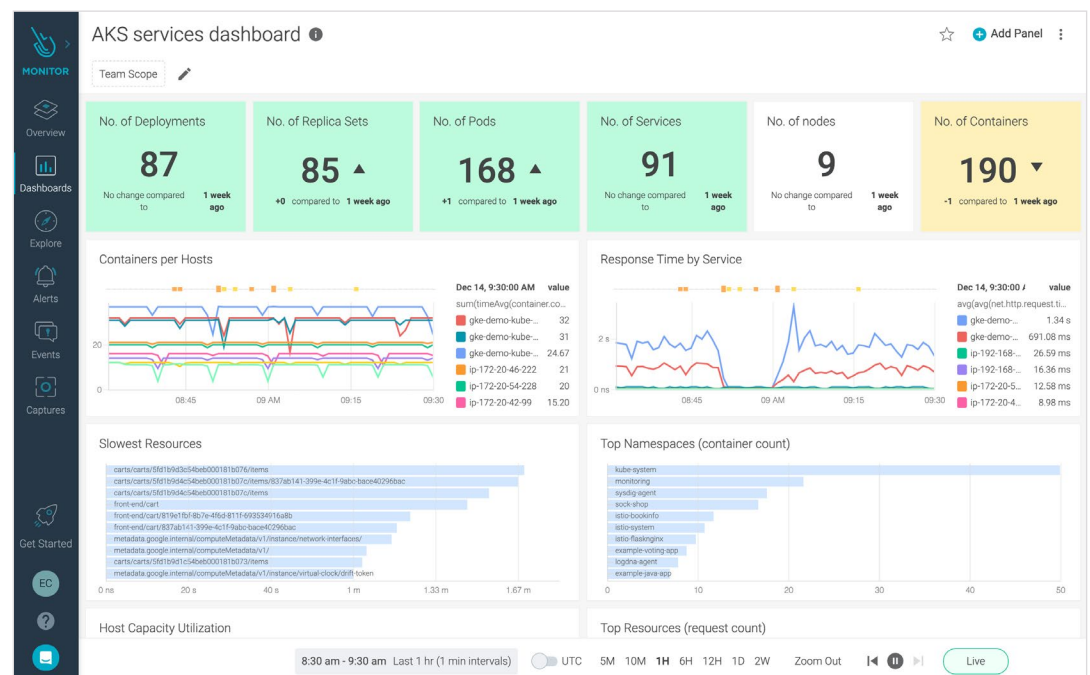 AKS services dashboard
Add Panel
MONITOR
Team Scope
Overview
Dashboards
Explore
Alerts
Events
Captures
Get Started
EC
No. of Deployments
87
No change compared to 1 week ago
No. of Replica Sets
85
+0 compared to 1 week ago
No. of Pods
168
+1 compared to 1 week ago
No. of Services
91
No change compared to 1 week ago
No. of nodes
9
No change compared to 1 week ago
No. of Containers
190
-1 compared to 1 week ago
Containers per Hosts
20
0
08:45 09 AM 09:15 09:30
Dec 14, 9:30:00 AM value
sum(timeAvg(container.co...
gke-demo-kube-... 32
gke-demo-kube-... 31
gke-demo-kube-... 24.67
ip-172-20-46-222 21
ip-172-20-54-228 20
ip-172-20-42-99 15.20
Response Time by Service
2 s
0 ns
08:45 09 AM 09:15 09:30
Dec 14, 9:30:00 value
avg(avg(net.http.request.ti...
gke-demo-... 1.34 s
gke-demo-... 691.08 ms
ip-192-168-... 26.59 ms
ip-192-168-... 16.36 ms
ip-172-20-5... 12.58 ms
ip-172-20-4... 8.98 ms
Slowest Resources
carts/carts/5fd1b9d3c54beb000181b076/items
carts/carts/5fd1b9d4c54beb000181b07c/items/837ab141-399e-4c1f-9abc-bace40296bac
carts/carts/5fd1b9d4c54beb000181b07c/items
front-end/cart
front-end/cart/819e1fbf-8b7e-4f6d-811f-693534916a8b
front-end/cart/837ab141-399e-4c1f-9abc-bace40296bac
metadata.google.internal/computeMetadata/v1/instance/network-interfaces/
metadata.google.internal/computeMetadata/v1/
carts/carts/5fd1b9d1c54beb000181b073/items
metadata.google.internal/computeMetadata/v1/instance/virtual-clock/drift-token
0 ns 20 s 40 s 1 m 1.33 m 1.67 m
Top Namespaces (container count)
kube-system
monitoring
sysdig-agent
sock-shop
istio-bookinfo
istio-system
istio-flasknginx
example-voting-app
logdna-agent
example-java-app
0 10 20 30 40 50
Host Capacity Utilization
Top Resources (request count)
8:30 am - 9:30 am Last 1 hr (1 min intervals)
UTC
5M 10M 1H 6H 12H 1D 2W
Zoom Out
Live